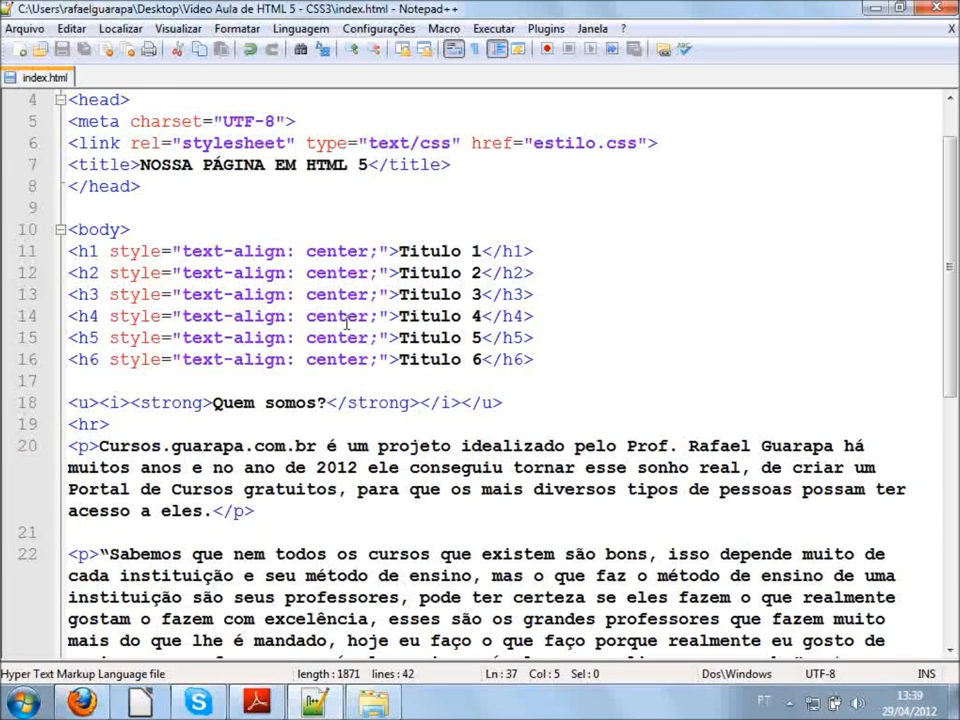 C:\Users\rafaelguarapa\Desktop\Video Aula de HTML 5 - CSS3\index.html - Notepad++
Arquivo Editar Localizar Visualizar Formatar Linguagem Configurações Macro Executar Plugins Janela ? X
index.html
4 <head>
5 <meta charset="UTF-8">
6 <link rel="stylesheet" type="text/css" href="estilo.css">
7 <title>NOSSA PÁGINA EM HTML 5</title>
8 </head>
9
10 <body>
11 <h1 style="text-align: center;">Titulo 1</h1>
12 <h2 style="text-align: center;">Titulo 2</h2>
13 <h3 style="text-align: center;">Titulo 3</h3>
14 <h4 style="text-align: center;">Titulo 4</h4>
15 <h5 style="text-align: center;">Titulo 5</h5>
16 <h6 style="text-align: center;">Titulo 6</h6>
17
18 <u><i><strong>Quem somos?</strong></i></u>
19 <hr>
20 <p>Cursos.guarapa.com.br é um projeto idealizado pelo Prof. Rafael Guarapa há
muitos anos e no ano de 2012 ele conseguiu tornar esse sonho real, de criar um
Portal de Cursos gratuitos, para que os mais diversos tipos de pessoas possam ter
acesso a eles.</p>
21
22 <p>“Sabemos que nem todos os cursos que existem são bons, isso depende muito de
cada instituição e seu método de ensino, mas o que faz o método de ensino de uma
instituição são seus professores, pode ter certeza se eles fazem o que realmente
gostam o fazem com excelência, esses são os grandes professores que fazem muito
mais do que lhe é mandado, hoje eu faço o que faço porque realmente eu gosto de
Hyper Text Markup Language file length:1871 lines:42 Ln:37 Col:5 Sel:0 Dos\Windows UTF-8 INS
PT 13:39
29/04/2012